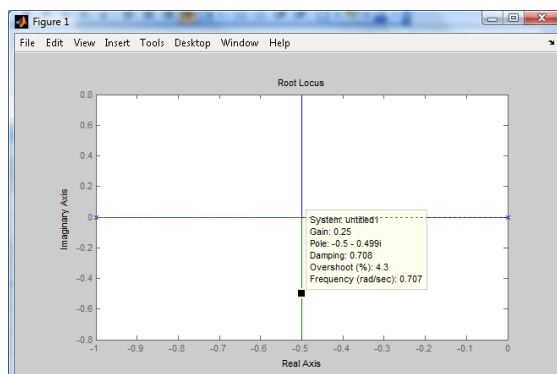 Figure 1
File Edit View Insert Tools Desktop Window Help
Root Locus
0.8
0.6
0.4
0.2
0
-0.2
-0.4
-0.6
-0.8
Imaginary Axis
System: untitled1
Gain: 0.25
Pole: -0.5 - 0.499i
Damping: 0.708
Overshoot (%): 4.3
Frequency (rad/sec): 0.707
-1 -0.9 -0.8 -0.7 -0.6 -0.5 -0.4 -0.3 -0.2 -0.1 0
Real Axis